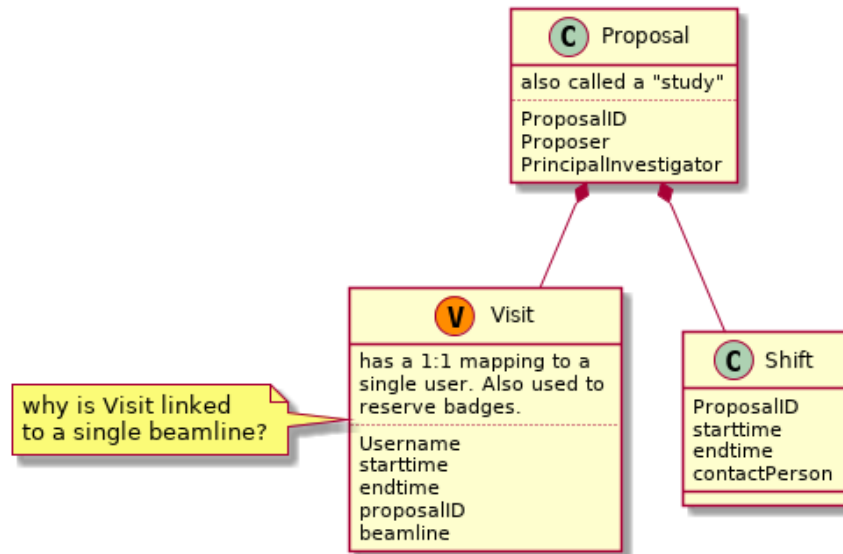 C Proposal
also called a "study"
ProposalID
Proposer
PrincipalInvestigator
V Visit
has a 1:1 mapping to a
single user. Also used to
reserve badges.
Username
starttime
endtime
proposalID
beamline
why is Visit linked
to a single beamline?
C Shift
ProposalID
starttime
endtime
contactPerson